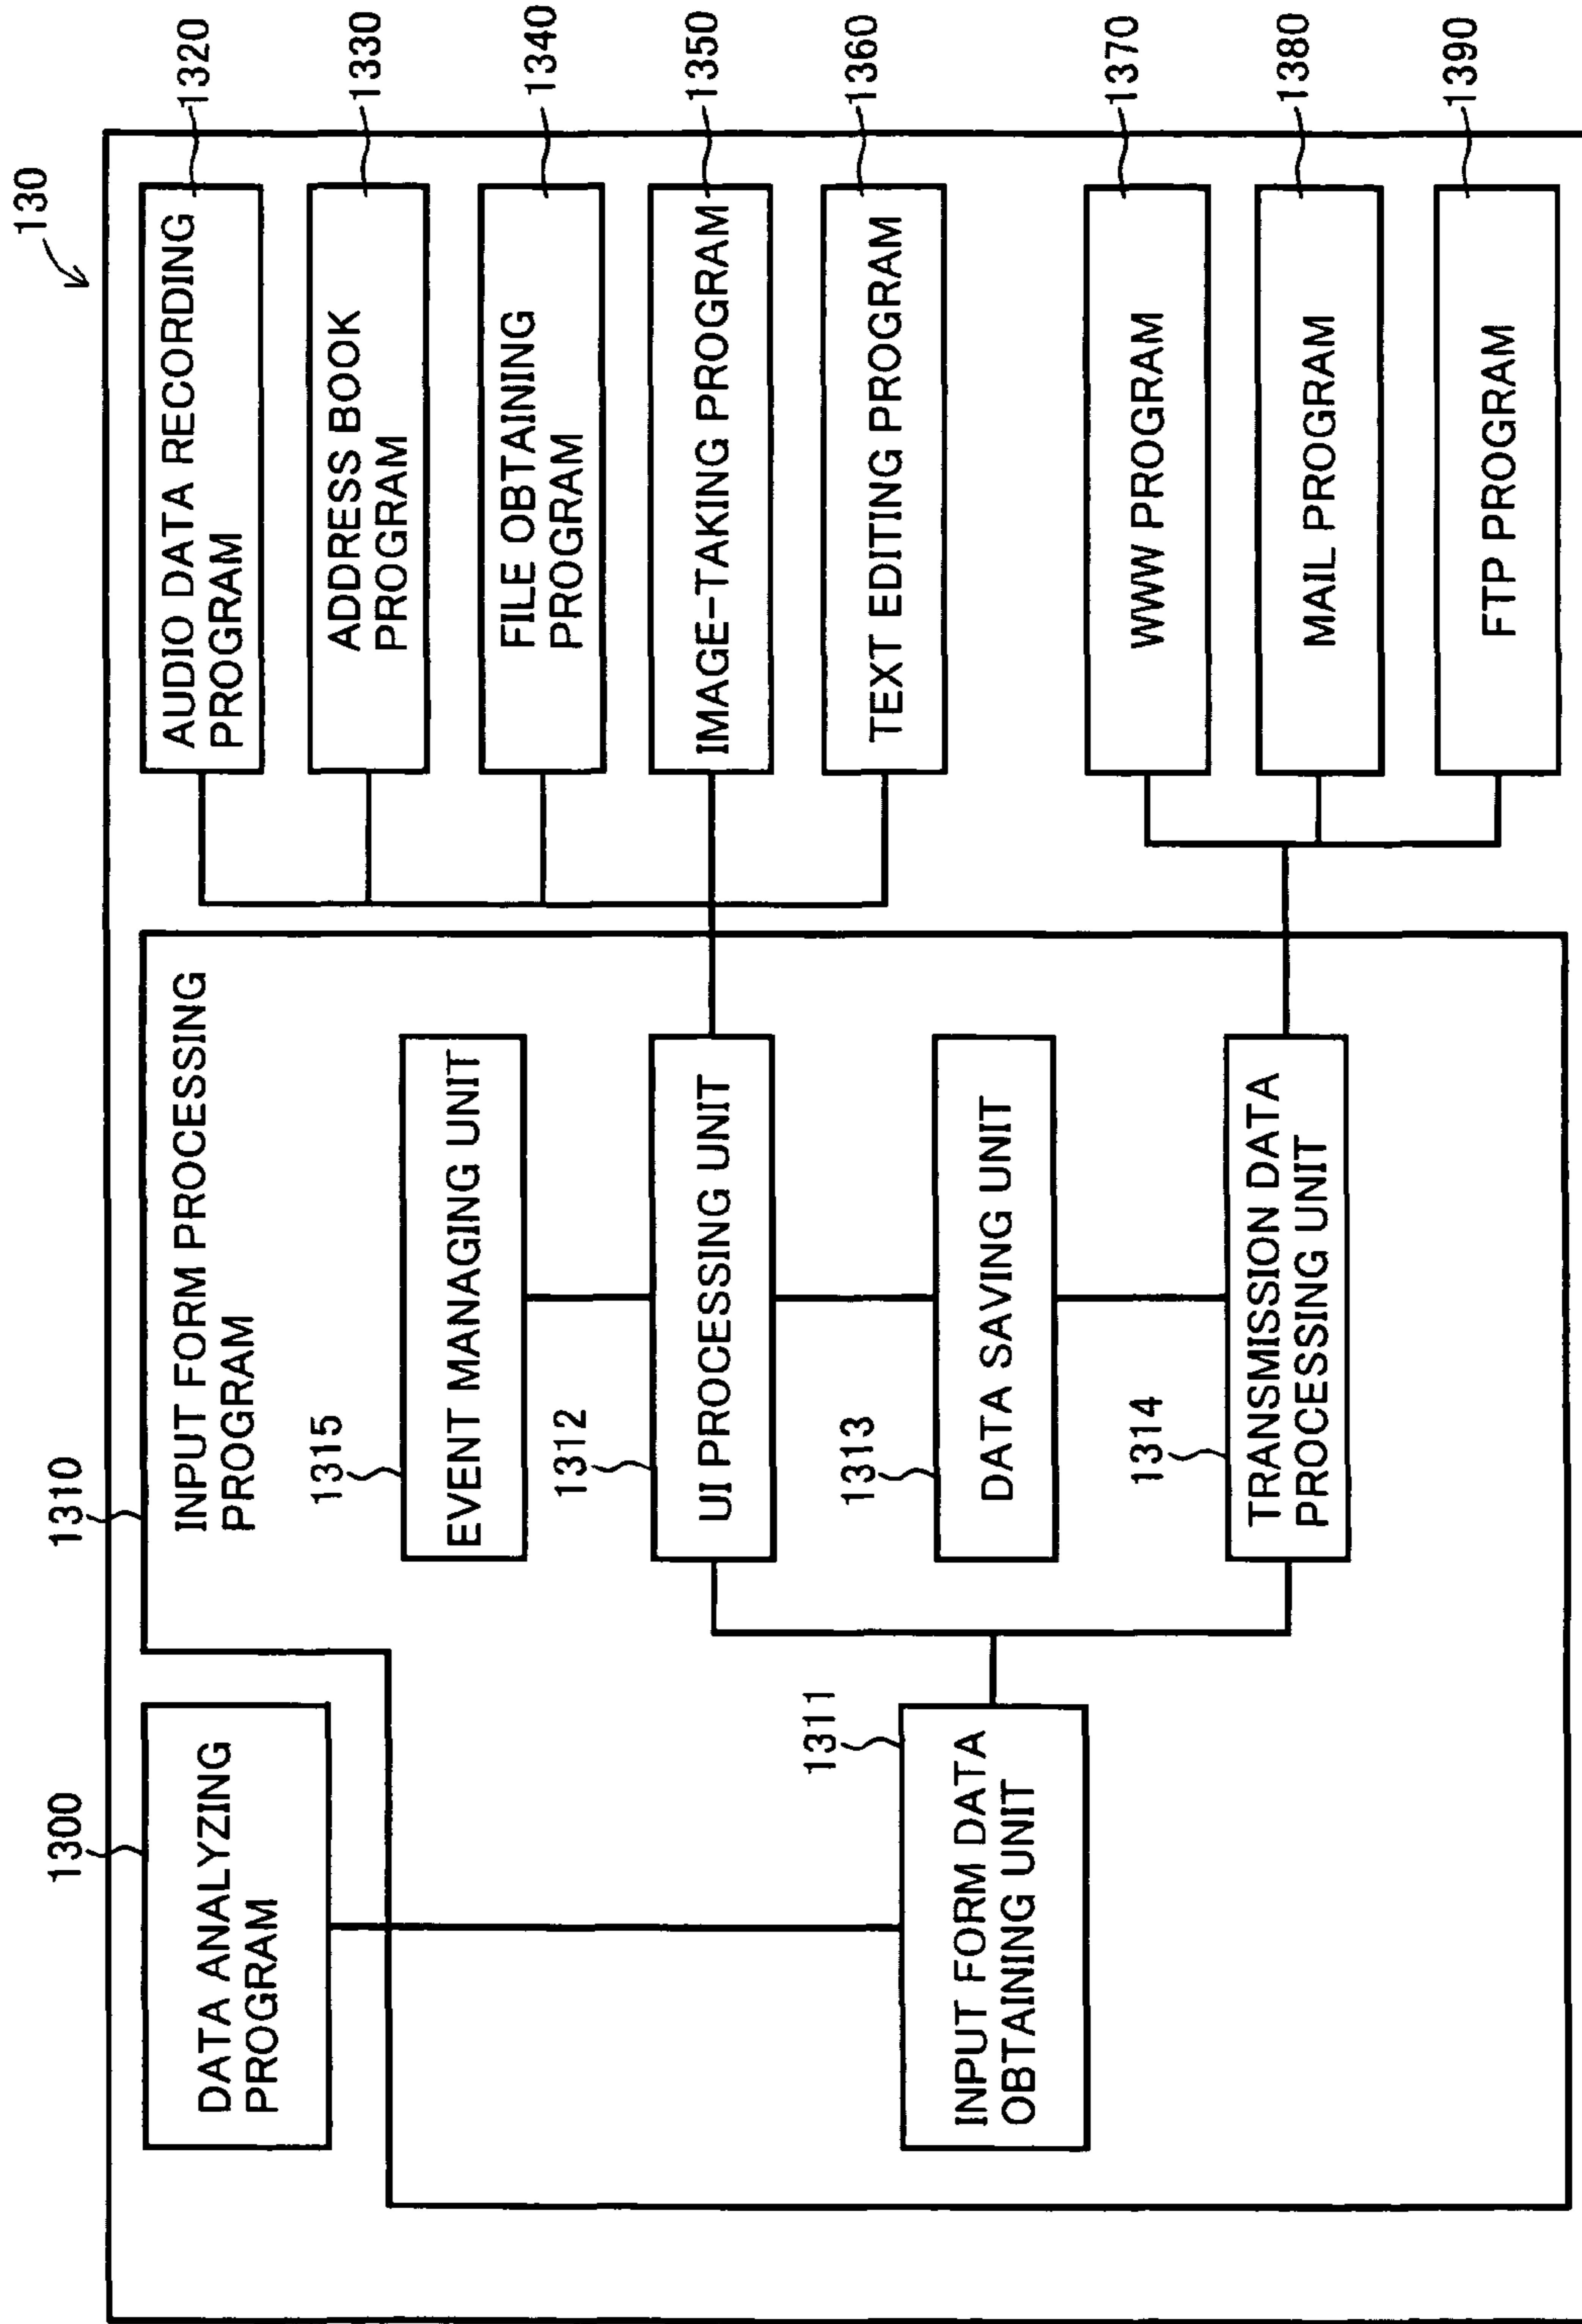 130
1300
DATA ANALYZING
PROGRAM
1310
INPUT FORM PROCESSING
PROGRAM
1311
INPUT FORM DATA
OBTAINING UNIT
1315
EVENT MANAGING UNIT
1312
UI PROCESSING UNIT
1313
DATA SAVING UNIT
1314
TRANSMISSION DATA
PROCESSING UNIT
AUDIO DATA RECORDING
PROGRAM
1320
ADDRESS BOOK
PROGRAM
1330
FILE OBTAINING
PROGRAM
1340
IMAGE-TAKING PROGRAM
1350
TEXT EDITING PROGRAM
1360
WWW PROGRAM
1370
MAIL PROGRAM
1380
FTP PROGRAM
1390